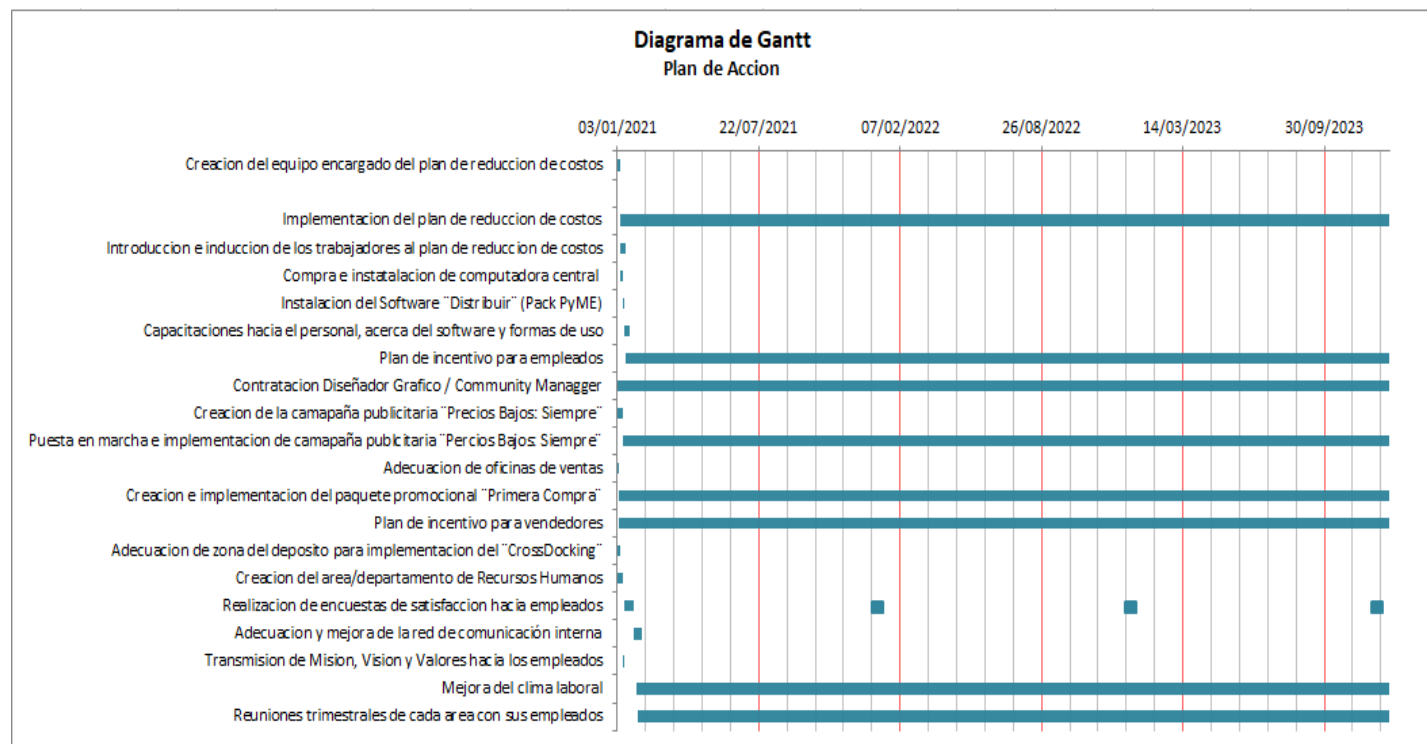 Diagrama de Gantt
Plan de Accion
03/01/2021 22/07/2021 07/02/2022 26/08/2022 14/03/2023 30/09/2023
Creacion del equipo encargado del plan de reduccion de costos
Implementacion del plan de reduccion de costos
Introduccion e induccion de los trabajadores al plan de reduccion de costos
Compra e instatalacion de computadora central
Instalacion del Software ¨Distribuir¨ (Pack PyME)
Capacitaciones hacia el personal, acerca del software y formas de uso
Plan de incentivo para empleados
Contratacion Diseñador Grafico / Community Managger
Creacion de la camapaña publicitaria ¨Precios Bajos: Siempre¨
Puesta en marcha e implementacion de camapaña publcitaria ¨Percios Bajos: Siempre¨
Adecuacion de oficinas de ventas
Creacion e implementacion del paquete promocional ¨Primera Compra¨
Plan de incentivo para vendedores
Adecuacion de zona del deposito para implementacion del ¨CrossDocking¨
Creacion del area/departamento de Recursos Humanos
Realizacion de encuestas de satisfaccion hacia empleados
Adecuacion y mejora de la red de comunicación interna
Transmision de Mision, Vision y Valores hacia los empleados
Mejora del clima laboral
Reuniones trimestrales de cada area con sus empleados